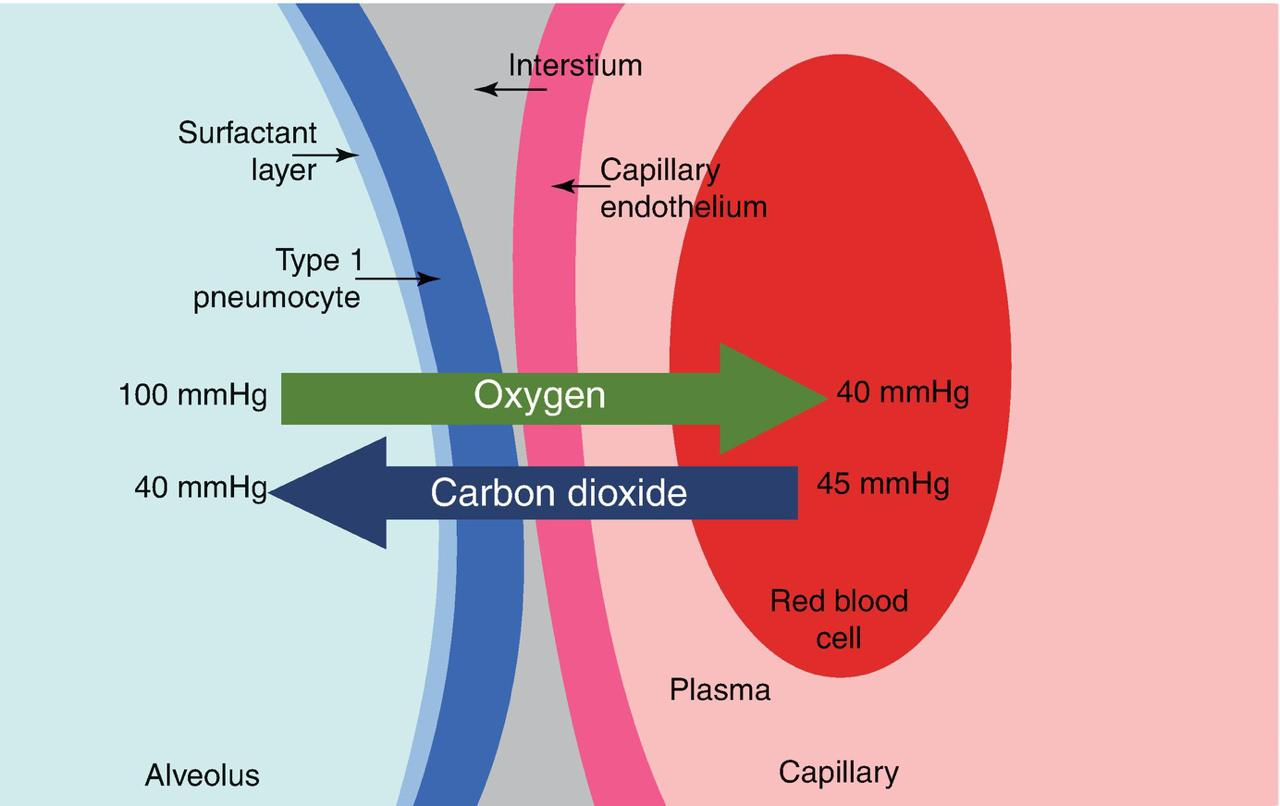 Interstium
Surfactant
layer
Capillary
endothelium
Type 1
pneumocyte
100 mmHg
Oxygen
40 mmHg
40 mmHg
Carbon dioxide
45 mmHg
Red blood
cell
Plasma
Alveolus
Capillary